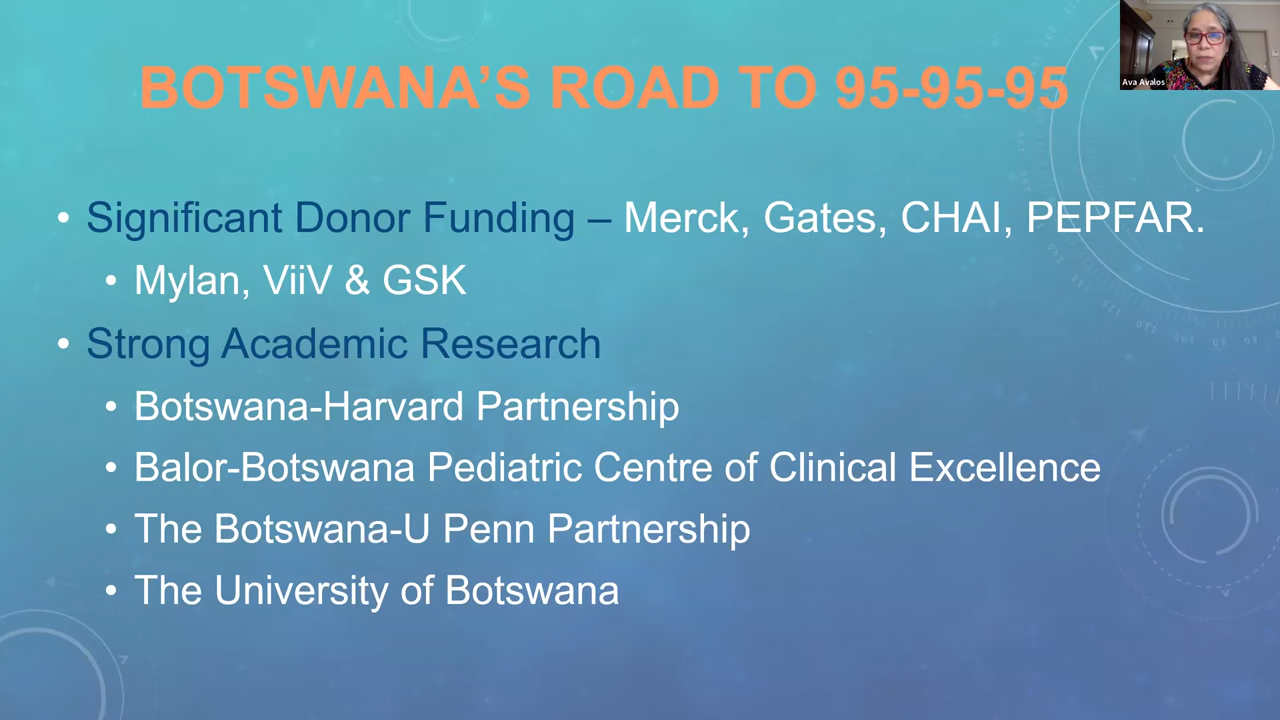 BOTSWANA’S ROAD TO 95-95-95
Ava Avalos
• Significant Donor Funding – Merck, Gates, CHAI, PEPFAR.
• Mylan, ViiV & GSK
• Strong Academic Research
• Botswana-Harvard Partnership
• Balor-Botswana Pediatric Centre of Clinical Excellence
• The Botswana-U Penn Partnership
• The University of Botswana